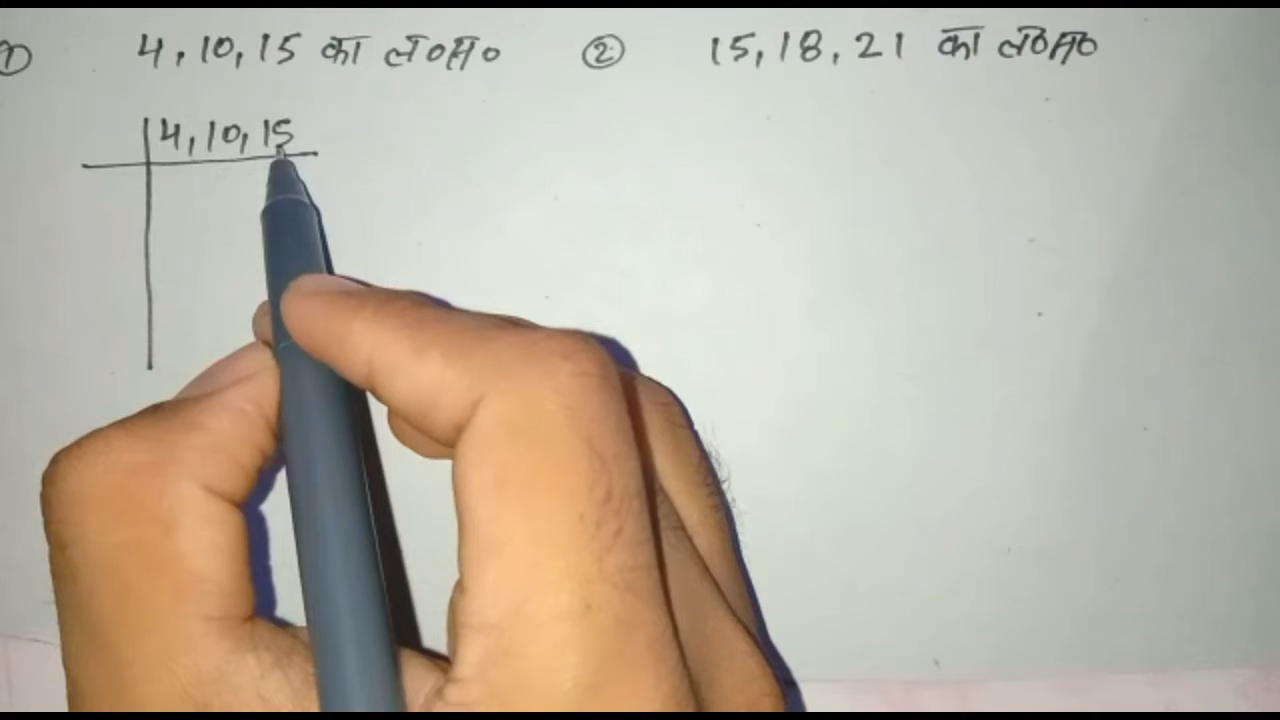 ① 4, 10, 15 का ल०स० ② 15, 18, 21 का ल०स०
4, 10, 15